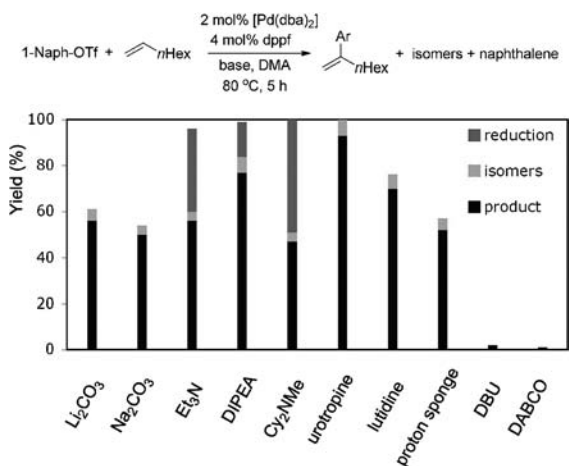 2 mol% [Pd(dba)₂]
4 mol% dppf
1-Naph-OTf + nHex
base, DMA
80 °C, 5 h
Ar
nHex
+ isomers + naphthalene
100
80
60
40
20
0
Yield (%)
reduction
isomers
product
Li₂CO₃
Na₂CO₃
Et₃N
DIPEA
Cy₂NMe
urotropine
lutidine
proton sponge
DBU
DABCO